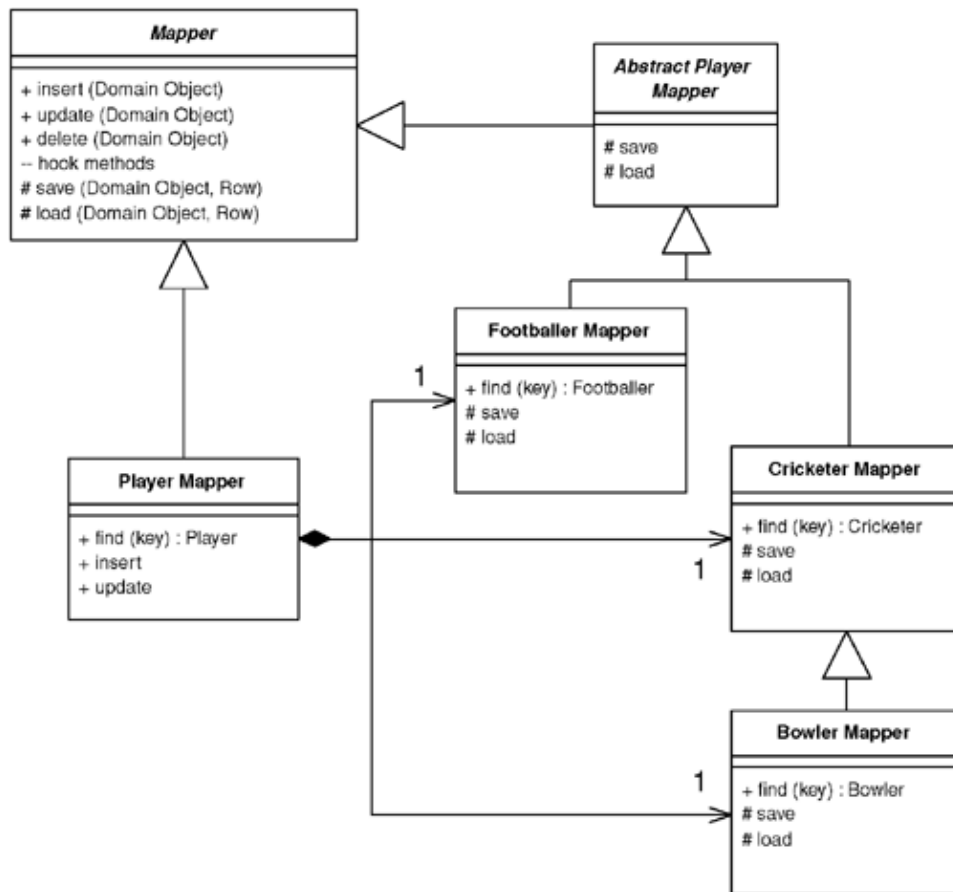 Mapper
+ insert (Domain Object)
+ update (Domain Object)
+ delete (Domain Object)
-- hook methods
# save (Domain Object, Row)
# load (Domain Object, Row)
Abstract Player
Mapper
# save
# load
Footballer Mapper
+ find (key) : Footballer
# save
# load
1
Player Mapper
+ find (key) : Player
+ insert
+ update
Cricketer Mapper
+ find (key) : Cricketer
# save
# load
1
Bowler Mapper
+ find (key) : Bowler
# save
# load
1